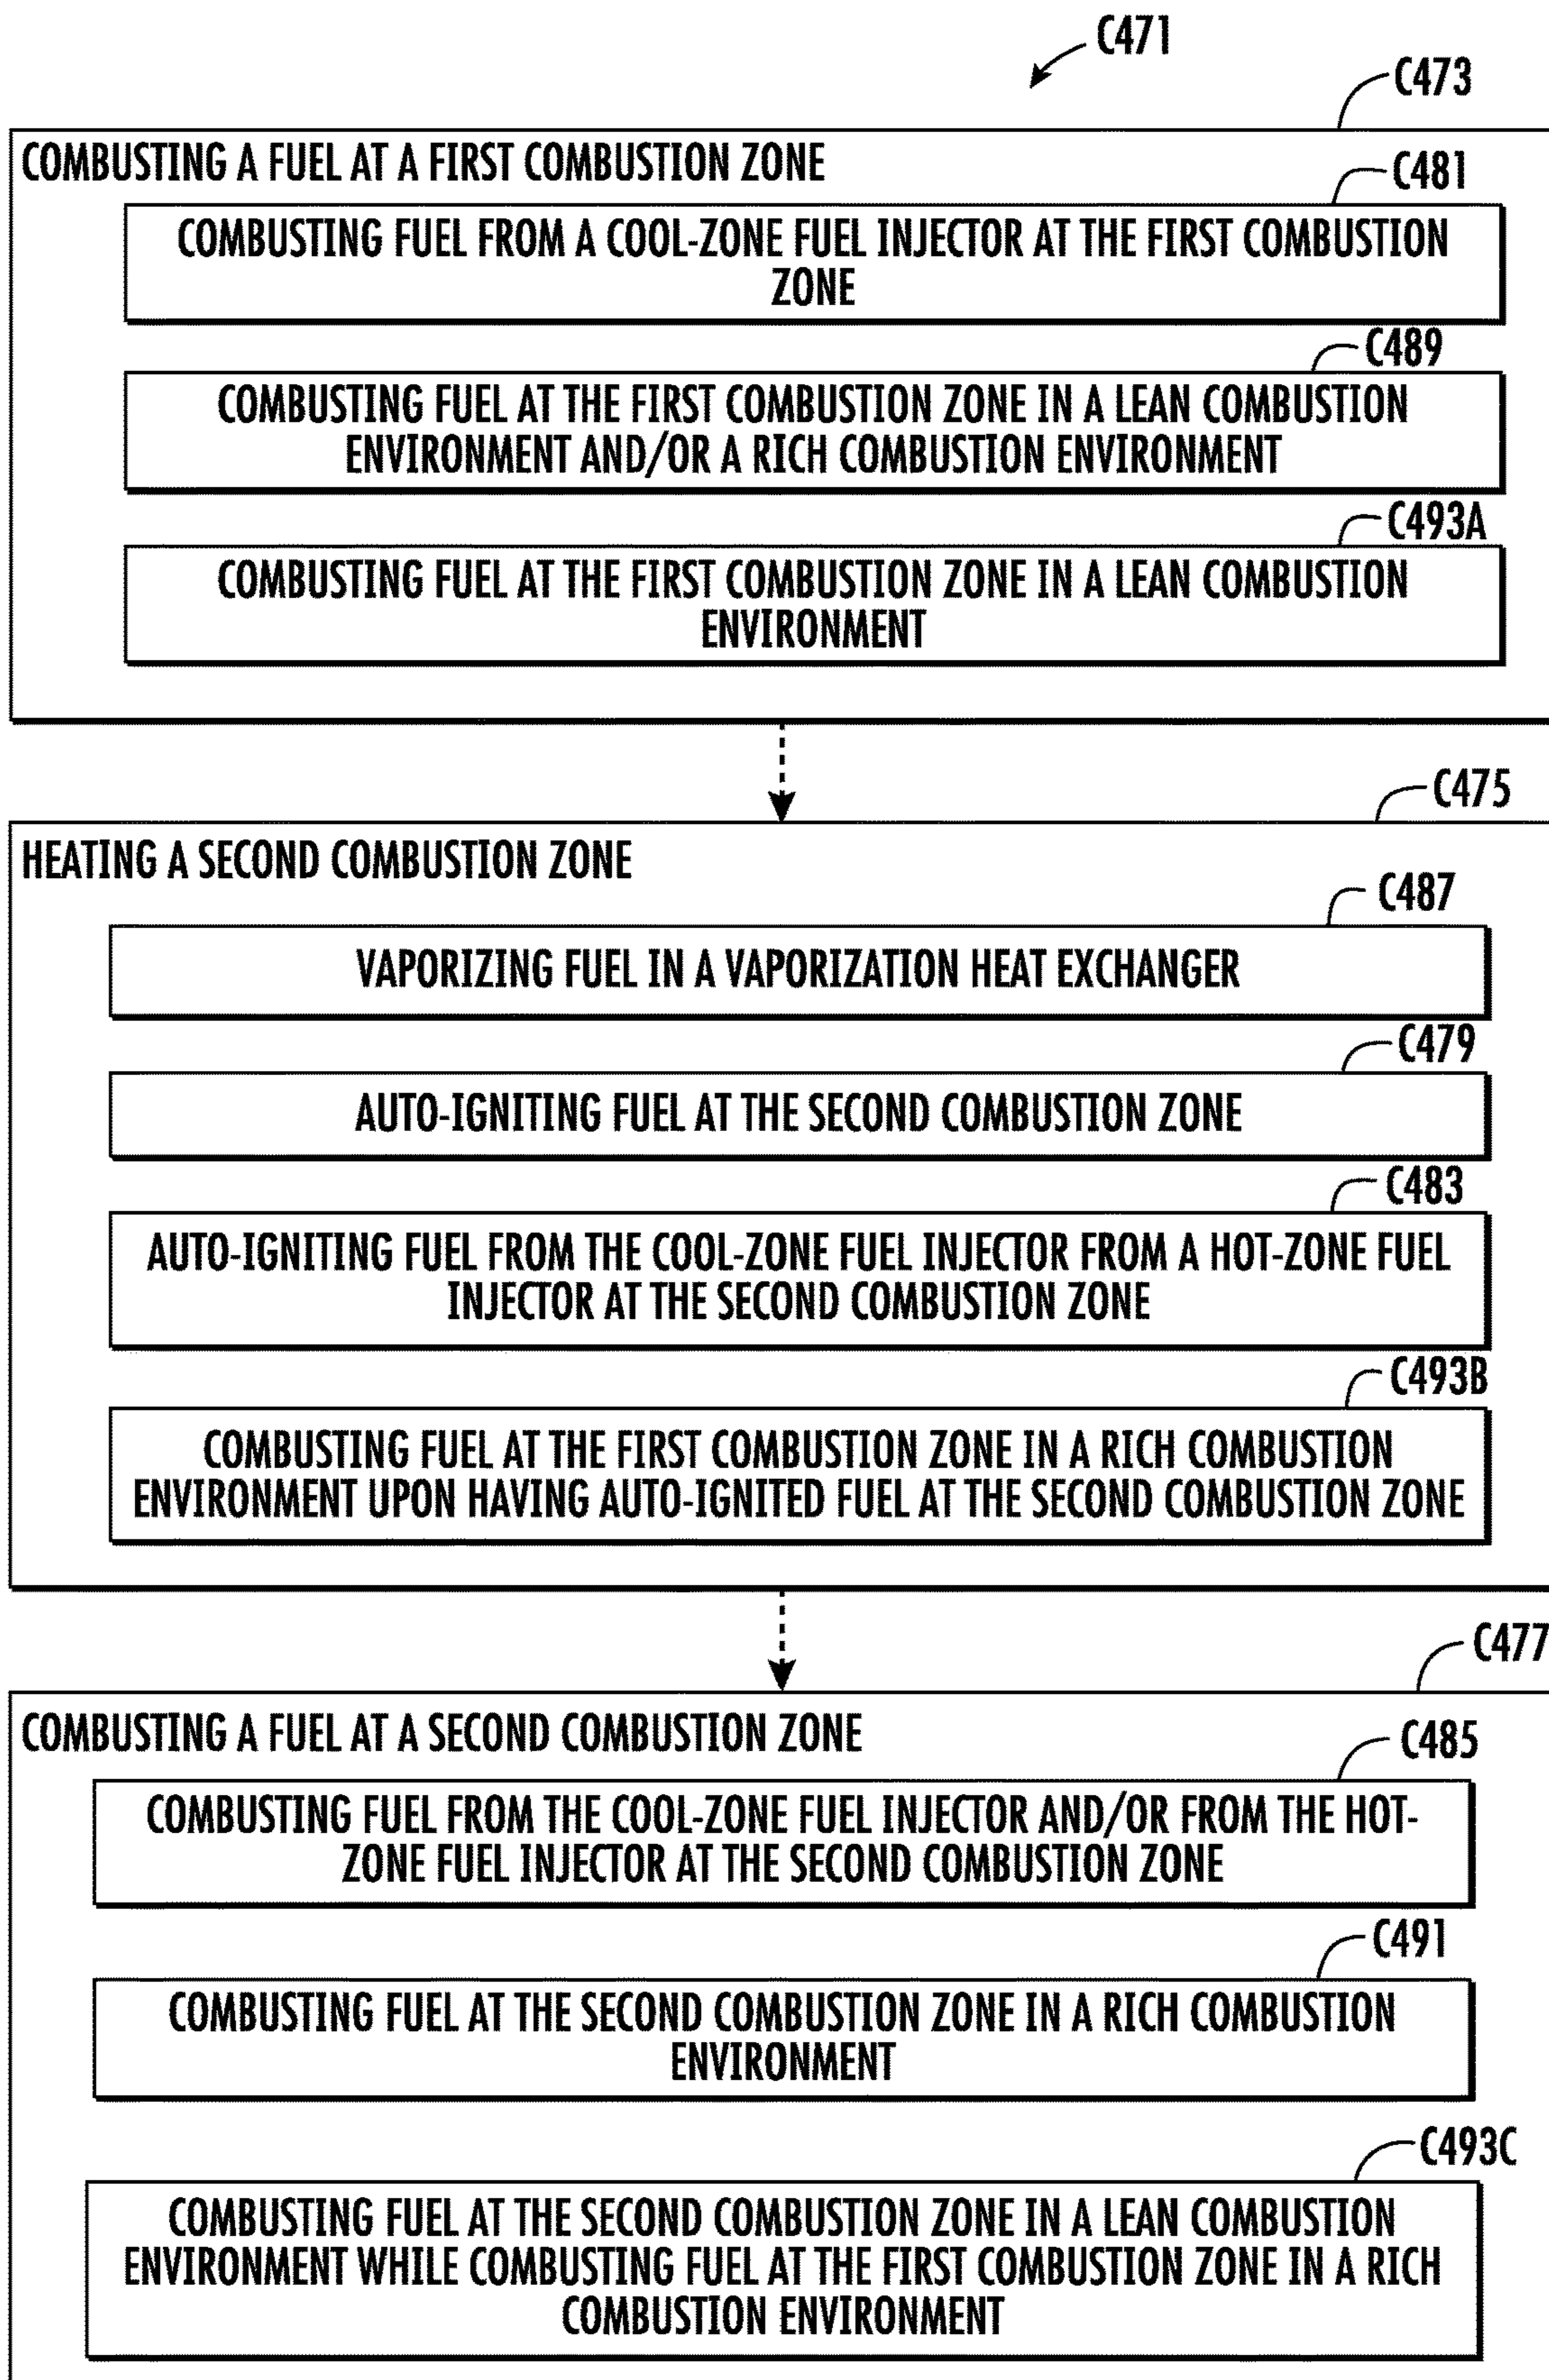 C471
C473
COMBUSTING A FUEL AT A FIRST COMBUSTION ZONE
C481
COMBUSTING FUEL FROM A COOL-ZONE FUEL INJECTOR AT THE FIRST COMBUSTION
ZONE
C489
COMBUSTING FUEL AT THE FIRST COMBUSTION ZONE IN A LEAN COMBUSTION
ENVIRONMENT AND/OR A RICH COMBUSTION ENVIRONMENT
C493A
COMBUSTING FUEL AT THE FIRST COMBUSTION ZONE IN A LEAN COMBUSTION
ENVIRONMENT
C475
HEATING A SECOND COMBUSTION ZONE
C487
VAPORIZING FUEL IN A VAPORIZATION HEAT EXCHANGER
C479
AUTO-IGNITING FUEL AT THE SECOND COMBUSTION ZONE
C483
AUTO-IGNITING FUEL FROM THE COOL-ZONE FUEL INJECTOR FROM A HOT-ZONE FUEL
INJECTOR AT THE SECOND COMBUSTION ZONE
C493B
COMBUSTING FUEL AT THE FIRST COMBUSTION ZONE IN A RICH COMBUSTION
ENVIRONMENT UPON HAVING AUTO-IGNITED FUEL AT THE SECOND COMBUSTION ZONE
C477
COMBUSTING A FUEL AT A SECOND COMBUSTION ZONE
C485
COMBUSTING FUEL FROM THE COOL-ZONE FUEL INJECTOR AND/OR FROM THE HOT-
ZONE FUEL INJECTOR AT THE SECOND COMBUSTION ZONE
C491
COMBUSTING FUEL AT THE SECOND COMBUSTION ZONE IN A RICH COMBUSTION
ENVIRONMENT
C493C
COMBUSTING FUEL AT THE SECOND COMBUSTION ZONE IN A LEAN COMBUSTION
ENVIRONMENT WHILE COMBUSTING FUEL AT THE FIRST COMBUSTION ZONE IN A RICH
COMBUSTION ENVIRONMENT